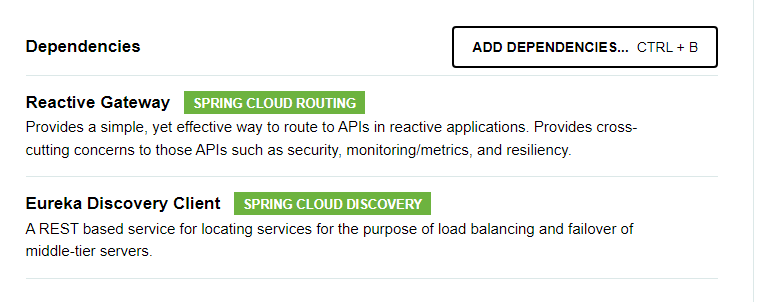 Dependencies
ADD DEPENDENCIES... CTRL + B
Reactive Gateway SPRING CLOUD ROUTING
Provides a simple, yet effective way to route to APIs in reactive applications. Provides cross-
cutting concerns to those APIs such as security, monitoring/metrics, and resiliency.
Eureka Discovery Client SPRING CLOUD DISCOVERY
A REST based service for locating services for the purpose of load balancing and failover of
middle-tier servers.